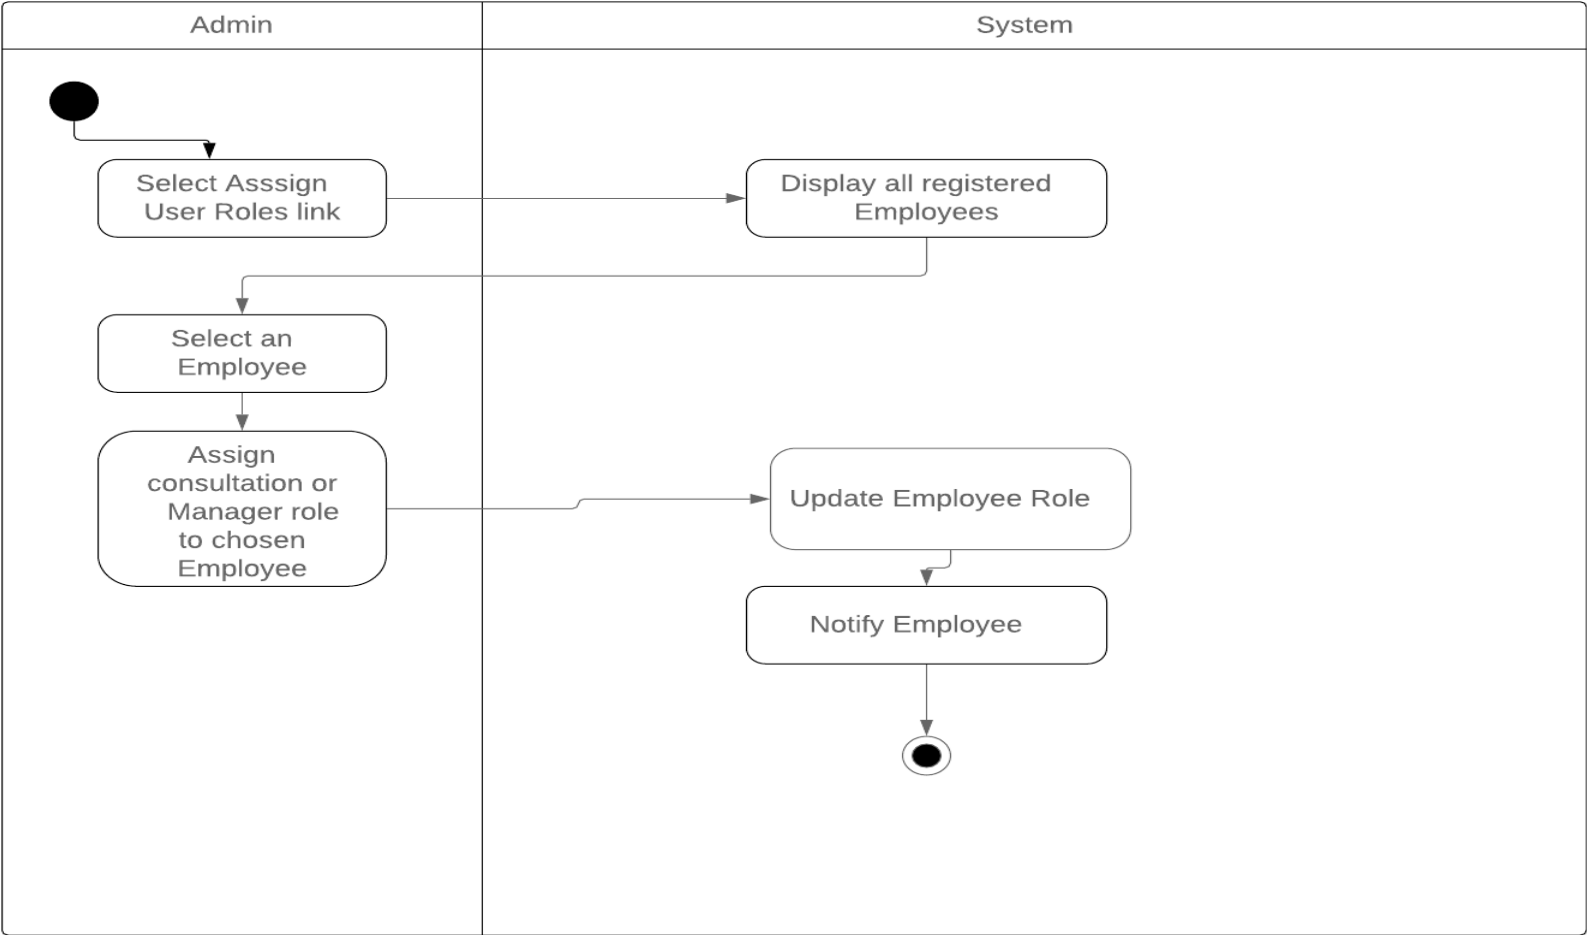 Admin
System
Select Asssign
User Roles link
Display all registered
Employees
Select an
Employee
Assign
consultation or
Manager role
to chosen
Employee
Update Employee Role
Notify Employee